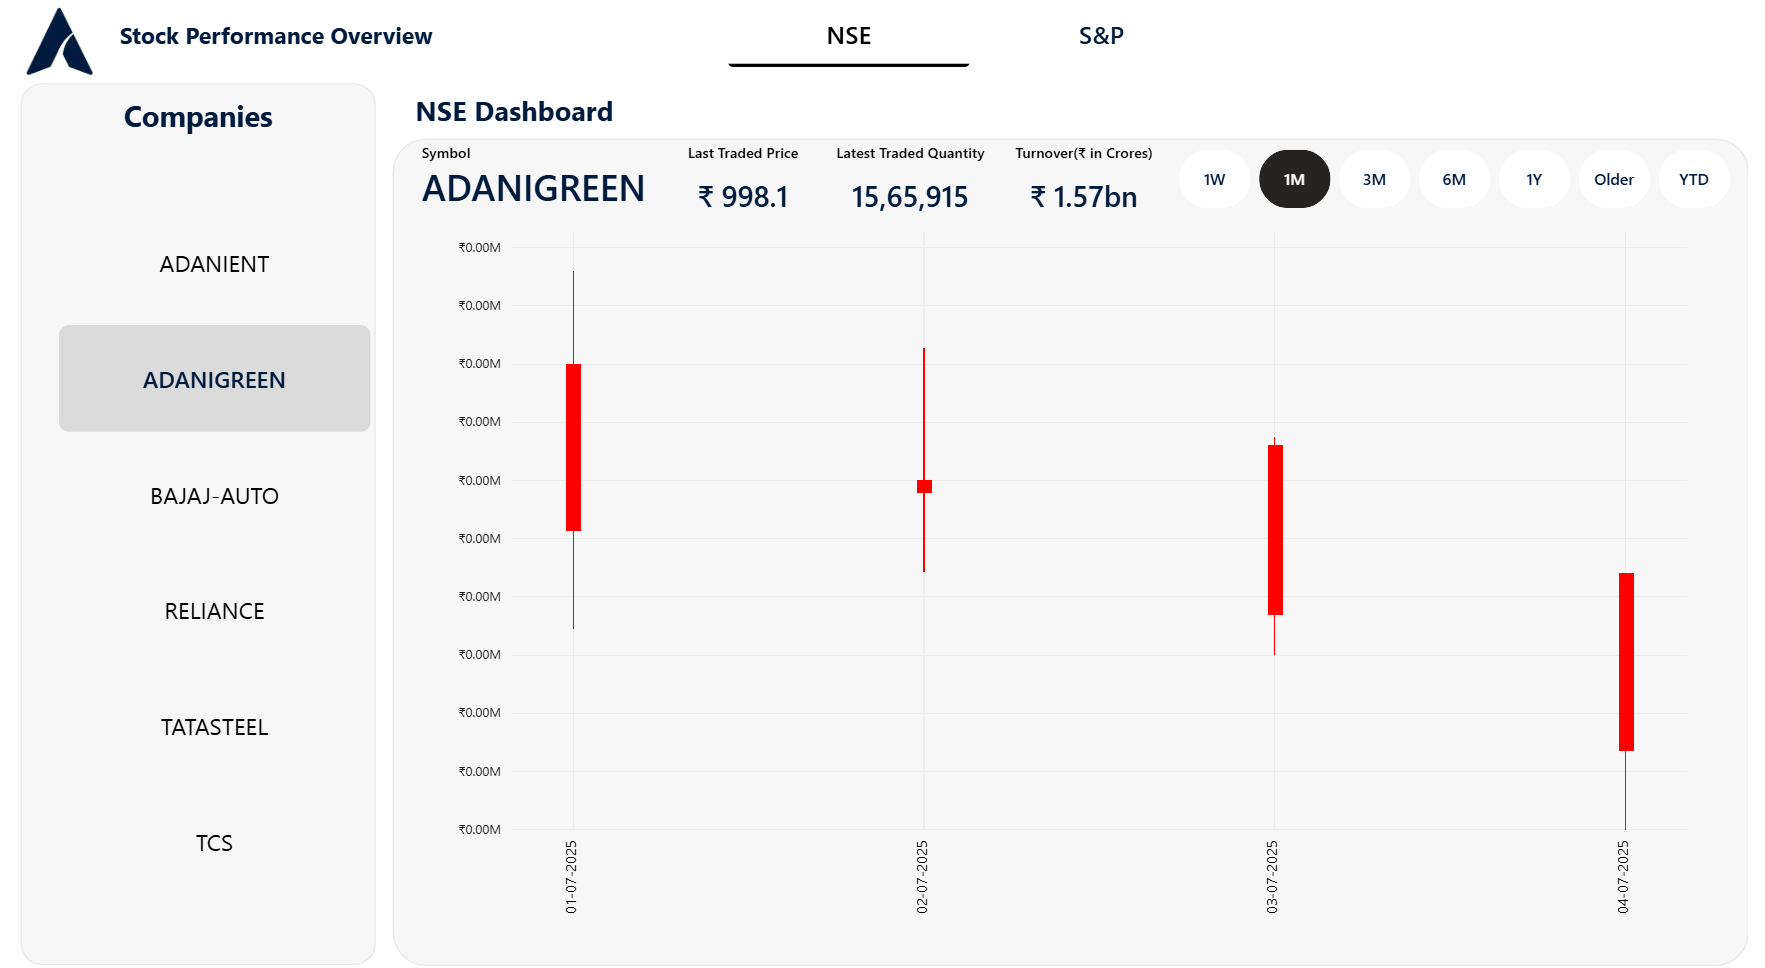 Stock Performance Overview
NSE
S&P
Companies
ADANIENT
ADANIGREEN
BAJAJ-AUTO
RELIANCE
TATASTEEL
TCS
NSE Dashboard
Symbol
ADANIGREEN
Last Traded Price
₹ 998.1
Latest Traded Quantity
15,65,915
Turnover(₹ in Crores)
₹ 1.57bn
1W
1M
3M
6M
1Y
Older
YTD
₹0.00M
₹0.00M
₹0.00M
₹0.00M
₹0.00M
₹0.00M
₹0.00M
₹0.00M
₹0.00M
₹0.00M
₹0.00M
01-07-2025
02-07-2025
03-07-2025
04-07-2025